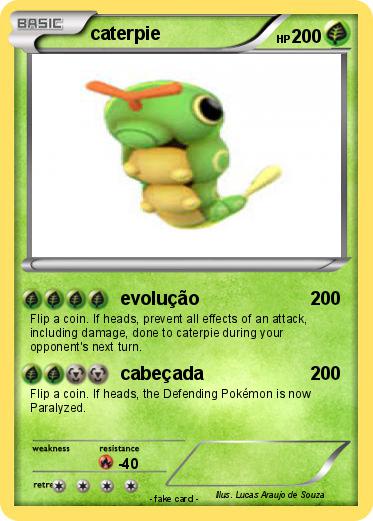 BASIC
caterpie
HP 200
evolução 200
Flip a coin. If heads, prevent all effects of an attack,
including damage, done to caterpie during your
opponent's next turn.
cabeçada 200
Flip a coin. If heads, the Defending Pokémon is now
Paralyzed.
weakness resistance
-40
retreat
- fake card -
Illus. Lucas Araujo de Souza